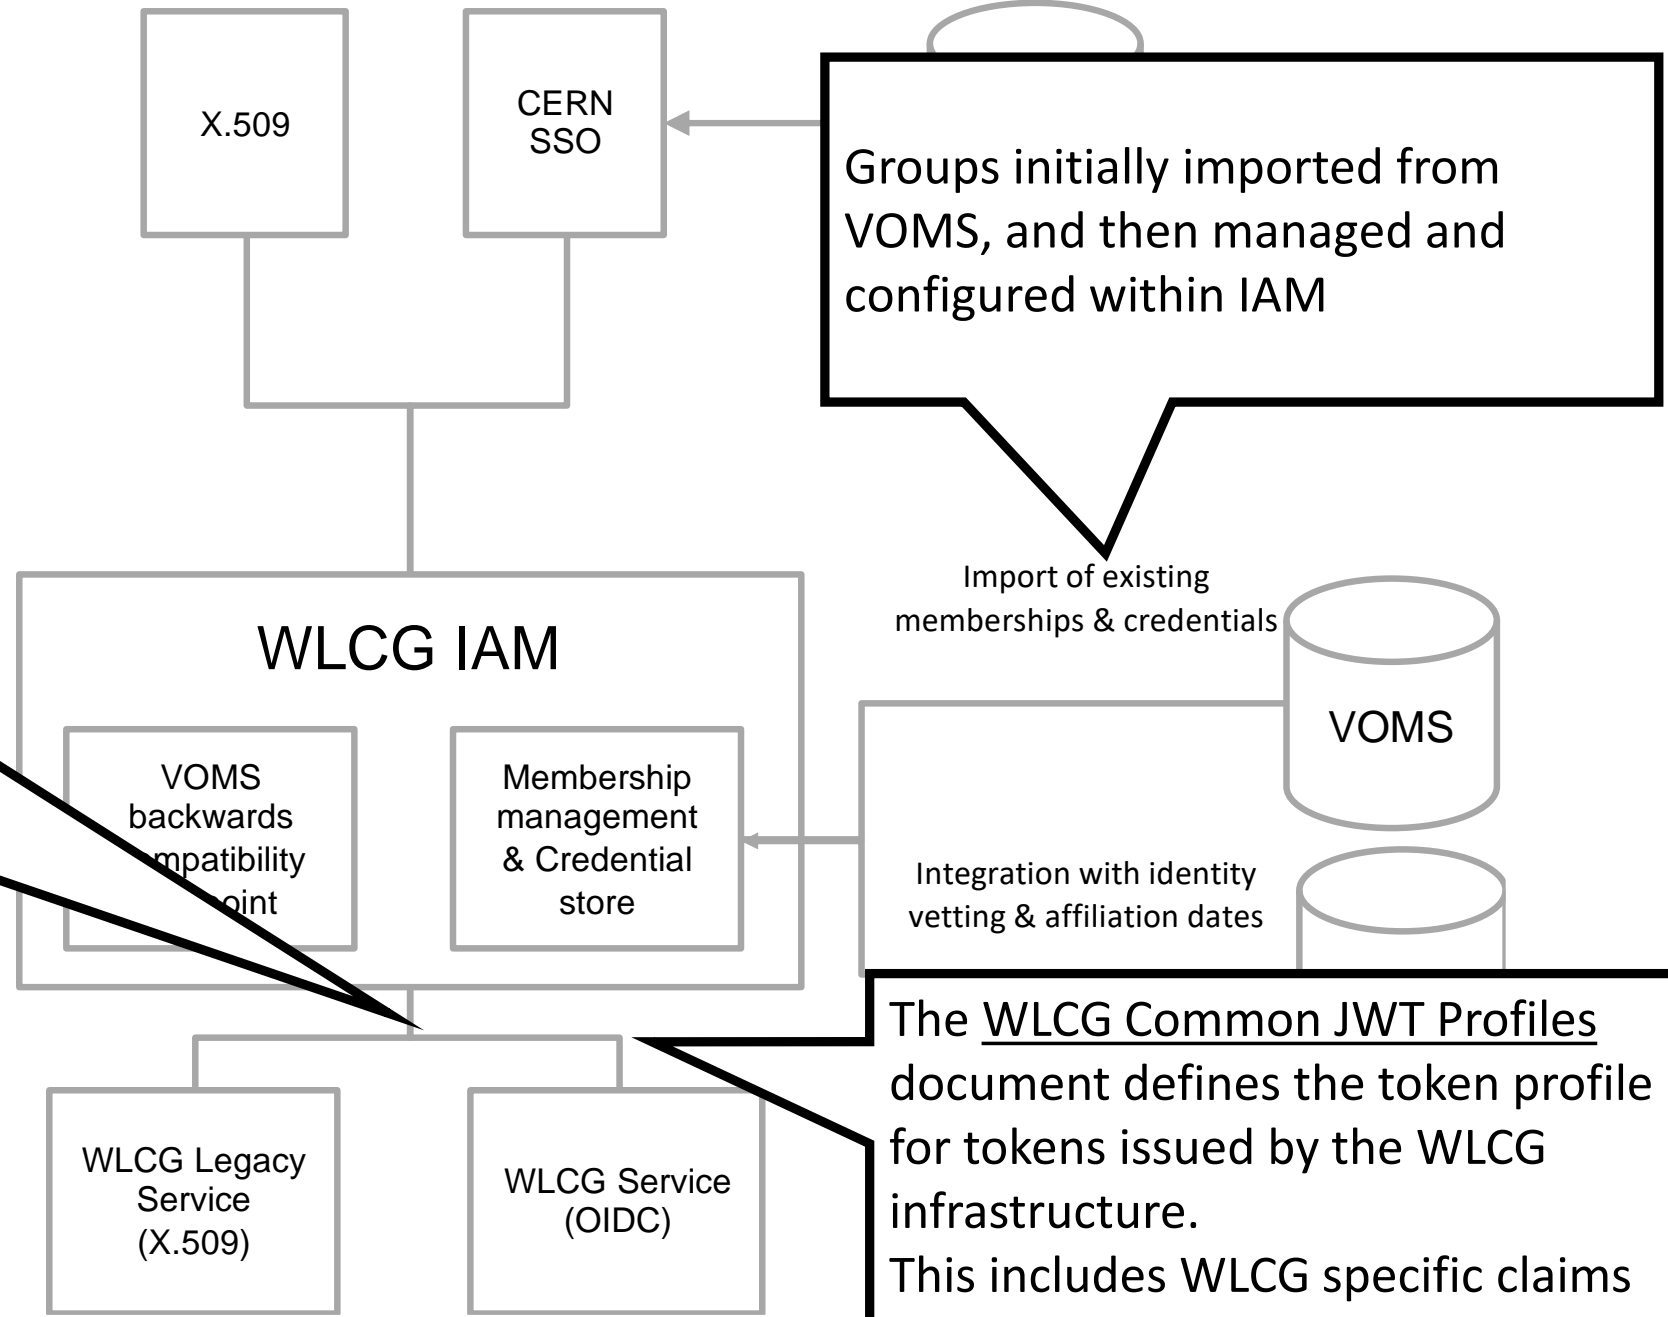 X.509
CERN
SSO
Groups initially imported from
VOMS, and then managed and
configured within IAM
Import of existing
memberships & credentials
WLCG IAM
VOMS
VOMS
backwards
Membership
management
& Credential
store
Integration with identity
vetting & affiliation dates
The WLCG Common JWT Profiles
document defines the token profile
for tokens issued by the WLCG
infrastructure.
This includes WLCG specific claims
WLCG Legacy
Service
(X.509)
WLCG Service
(OIDC)